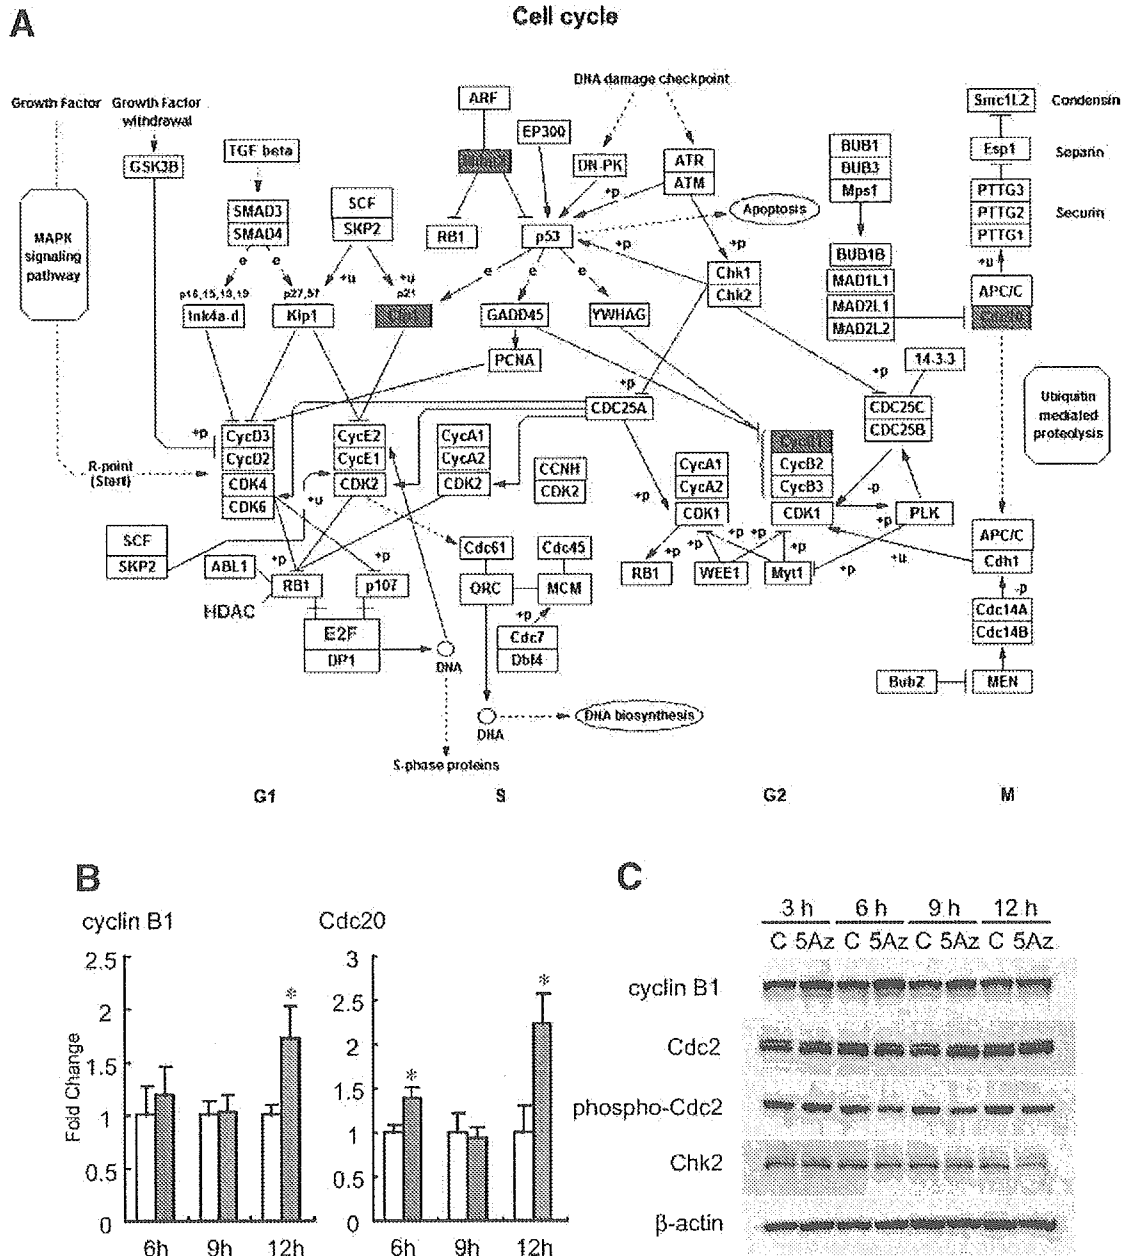 A
Cell cycle
Growth Factor
Growth Factor
withdrawal
GSK3B
MAPK
signaling
pathway
TGF beta
SMAD3
SMAD4
e
e
p16,15,18,19
Ink4a-d
p27,57
Kip1
SCF
SKP2
+u
+u
p21
ARF
RB1
EP300
DNA damage checkpoint
DN-PK
ATR
ATM
+p
p53
Apoptosis
+p
+p
Chk1
Chk2
e
e
e
GADD45
YWHAG
PCNA
BUB1
BUB3
Mps1
BUB1B
MAD1L1
MAD2L1
MAD2L2
Smc1L2
Condensin
Esp1
Separin
PTTG3
PTTG2
PTTG1
Securin
+u
APC/C
14.3.3
+p
CDC25C
CDC25B
Ubiquitin
mediated
proteolysis
+p
CDC25A
+p
CycD3
CycD2
CDK4
CDK6
R-point
(Start)
CycE2
CycE1
CDK2
+u
CycA1
CycA2
CDK2
CCNH
CDK2
+p
CycA1
CycA2
CDK1
CycB2
CycB3
CDK1
-p
+p
PLK
SCF
SKP2
ABL1
HDAC
+p
RB1
+p
p107
E2F
DP1
DNA
Cdc61
ORC
Cdc45
MCM
+p
Cdc7
Dbf4
DNA
DNA biosynthesis
S-phase proteins
RB1
+p
+p
WEE1
+p
+p
+p
Myt1
+p
+u
APC/C
Cdh1
-p
Cdc14A
Cdc14B
Bub2
MEN
G1
S
G2
M
B
cyclin B1
Fold Change
2.5
2
1.5
1
0.5
0
*
6h
9h
12h
Cdc20
3
2.5
2
1.5
1
0.5
0
*
*
6h
9h
12h
C
3 h
6 h
9 h
12 h
C 5Az C 5Az C 5Az C 5Az
cyclin B1
Cdc2
phospho-Cdc2
Chk2
β-actin